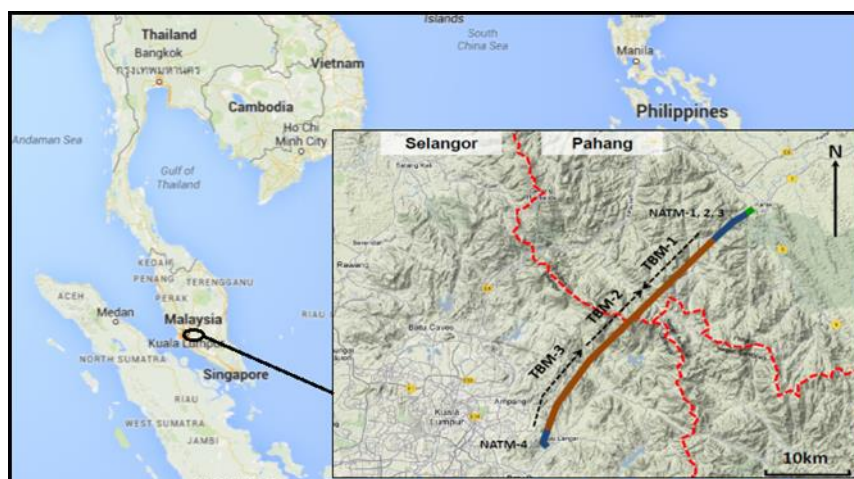 Islands
South
China Sea
Thailand
Bangkok
กรุงเทพมหานคร
Vietnam
Cambodia
Ho Chi
Minh City
Manila
Philippines
Andaman Sea
Gulf of
Thailand
KEDAH
PENANG
PERAK
TERENGGANU
ACEH
Medan
Malaysia
Kuala Lumpur
NORTH SUMATRA
Singapore
RIAU
RIAU I
WEST SUMATRA
JAMBI
Selangor
Pahang
N
NATM-1, 2, 3
TBM-1
TBM-2
TBM-3
Rawang
Batu Caves
Ampang
Kuala
Lumpur
NATM-4
10km